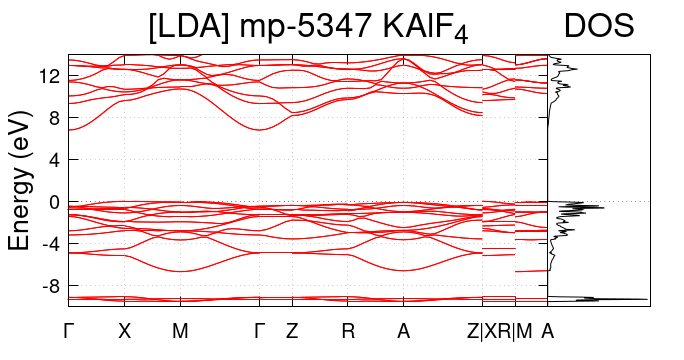 [LDA] mp-5347 KAlF4 DOS
Energy (eV)
12
8
4
0
-4
-8
Γ X M Γ Z R A Z|XR|M A